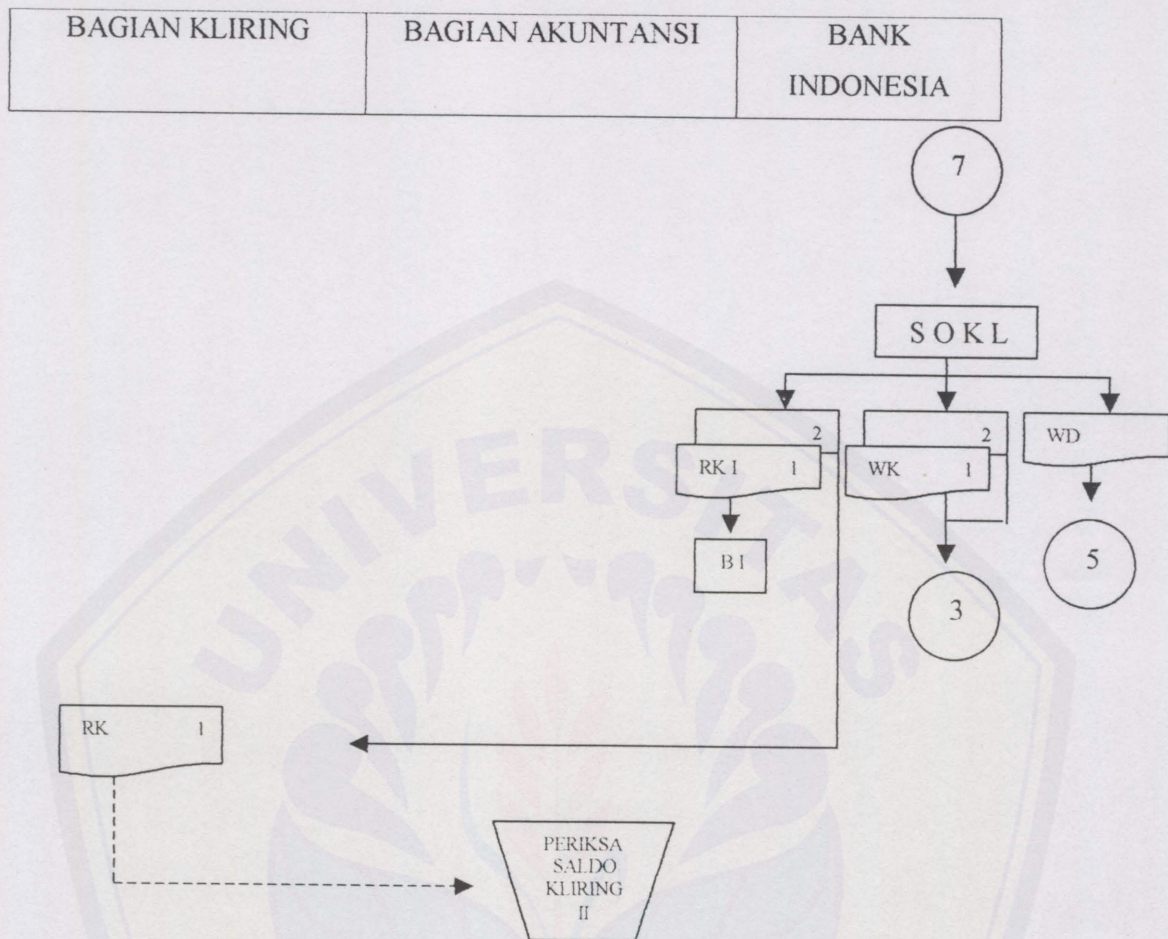 BAGIAN KLIRING
BAGIAN AKUNTANSI
BANK
INDONESIA
7
S O K L
2
RK I 1
2
WK 1
WD
B I
3
5
RK 1
PERIKSA
SALDO
KLIRING
II
UNIVERSITAS